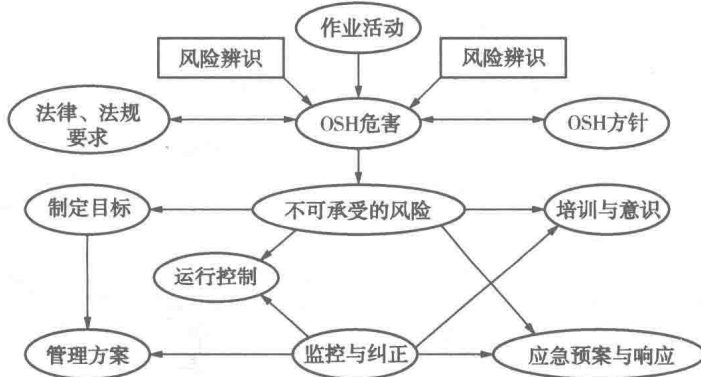 作业活动
风险辨识
风险辨识
法律、法规
要求
OSH危害
OSH方针
制定目标
不可承受的风险
培训与意识
运行控制
管理方案
监控与纠正
应急预案与响应